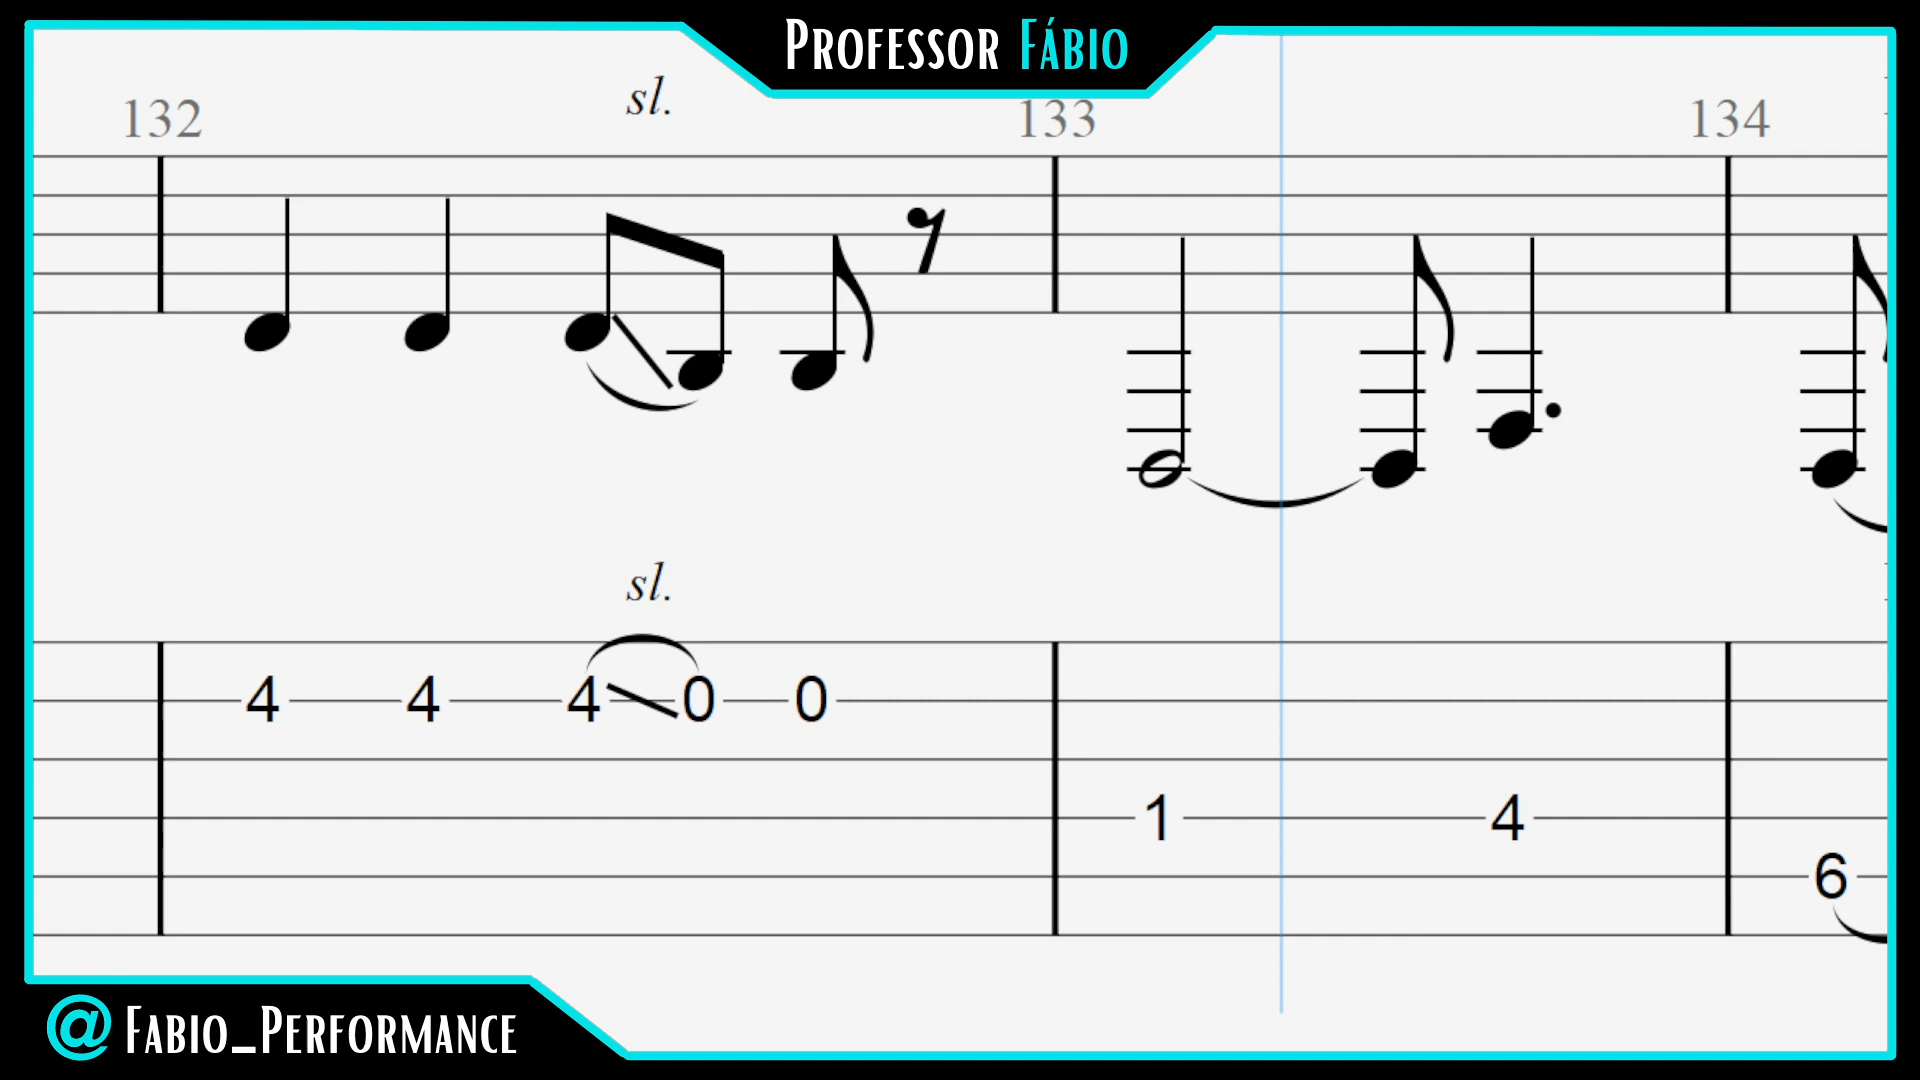 PROFESSOR FÁBIO
132 133 134
sl.
sl.
4 4 4 0 0
1 4
6
@FABIO_PERFORMANCE